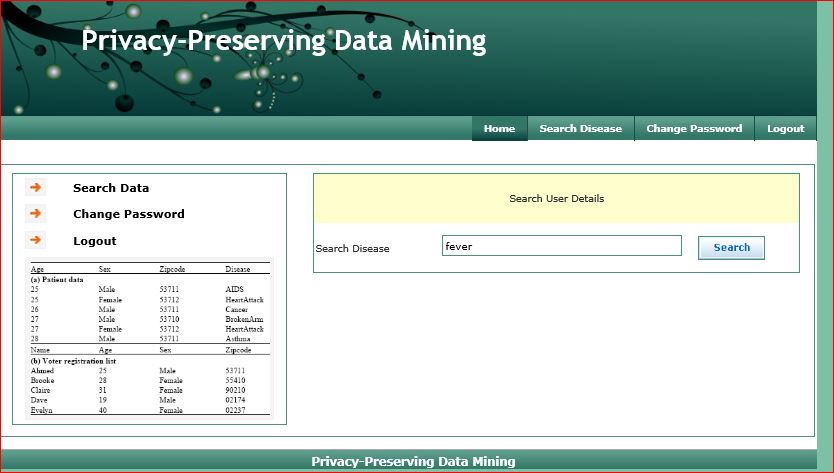 Privacy-Preserving Data Mining
Home Search Disease Change Password Logout
Search Data
Change Password
Logout
Age Sex Zipcode Disease
(a) Patient data
25 Male 53711 AIDS
25 Female 53712 HeartAttack
26 Male 53711 Cancer
27 Male 53710 BrokenArm
27 Female 53712 HeartAttack
28 Male 53711 Asthma
Name Age Sex Zipcode
(b) Voter registration list
Ahmed 25 Male 53711
Brooke 28 Female 55410
Claire 31 Female 90210
Dave 19 Male 02174
Evelyn 40 Female 02237
Search User Details
Search Disease fever Search
Privacy-Preserving Data Mining